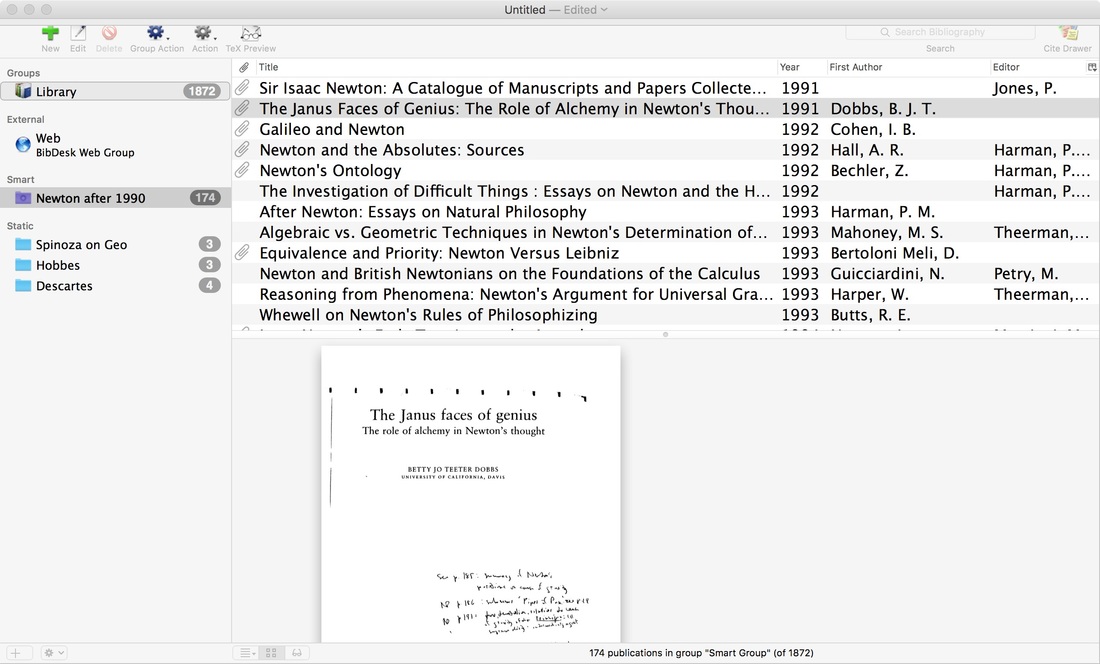 Untitled — Edited
New Edit Delete Group Action Action TeX Preview
Search Bibliography
Search
Cite Drawer
Groups
Library 1872
External
Web
BibDesk Web Group
Smart
Newton after 1990 174
Static
Spinoza on Geo 3
Hobbes 3
Descartes 4
Title Year First Author Editor
Sir Isaac Newton: A Catalogue of Manuscripts and Papers Collecte... 1991 Jones, P.
The Janus Faces of Genius: The Role of Alchemy in Newton's Thou... 1991 Dobbs, B. J. T.
Galileo and Newton 1992 Cohen, I. B.
Newton and the Absolutes: Sources 1992 Hall, A. R. Harman, P....
Newton's Ontology 1992 Bechler, Z. Harman, P....
The Investigation of Difficult Things : Essays on Newton and the H... 1992 Harman, P....
After Newton: Essays on Natural Philosophy 1993 Harman, P. M.
Algebraic vs. Geometric Techniques in Newton's Determination of... 1993 Mahoney, M. S. Theerman,...
Equivalence and Priority: Newton Versus Leibniz 1993 Bertoloni Meli, D.
Newton and British Newtonians on the Foundations of the Calculus 1993 Guicciardini, N. Petry, M.
Reasoning from Phenomena: Newton's Argument for Universal Gra... 1993 Harper, W. Theerman,...
Whewell on Newton's Rules of Philosophizing 1993 Butts, R. E.
The Janus faces of genius
The role of alchemy in Newton's thought
BETTY JO TEETER DOBBS
UNIVERSITY OF CALIFORNIA, DAVIS
174 publications in group "Smart Group" (of 1872)